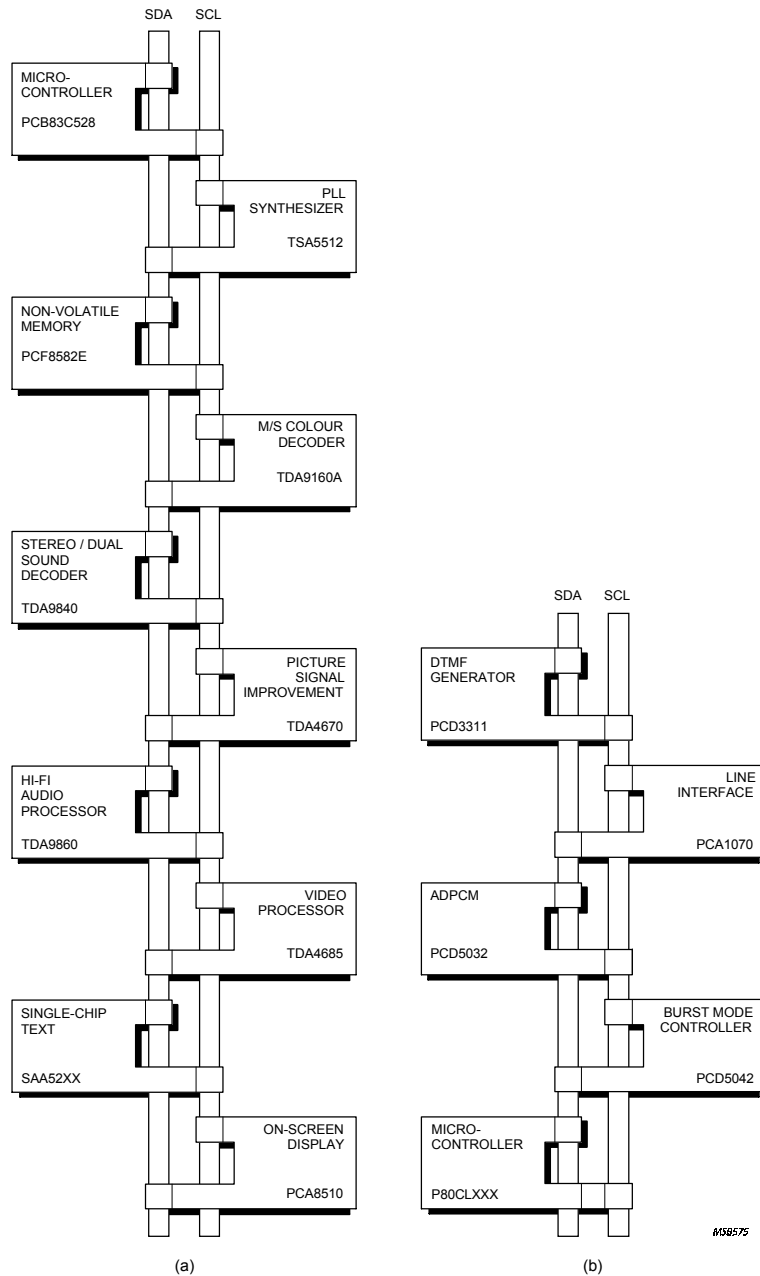 SDA SCL
MICRO-
CONTROLLER
PCB83C528
PLL
SYNTHESIZER
TSA5512
NON-VOLATILE
MEMORY
PCF8582E
M/S COLOUR
DECODER
TDA9160A
STEREO / DUAL
SOUND
DECODER
TDA9840
PICTURE
SIGNAL
IMPROVEMENT
TDA4670
HI-FI
AUDIO
PROCESSOR
TDA9860
VIDEO
PROCESSOR
TDA4685
SINGLE-CHIP
TEXT
SAA52XX
ON-SCREEN
DISPLAY
PCA8510
(a)
SDA SCL
DTMF
GENERATOR
PCD3311
LINE
INTERFACE
PCA1070
ADPCM
PCD5032
BURST MODE
CONTROLLER
PCD5042
MICRO-
CONTROLLER
P80CLXXX
MSB575
(b)